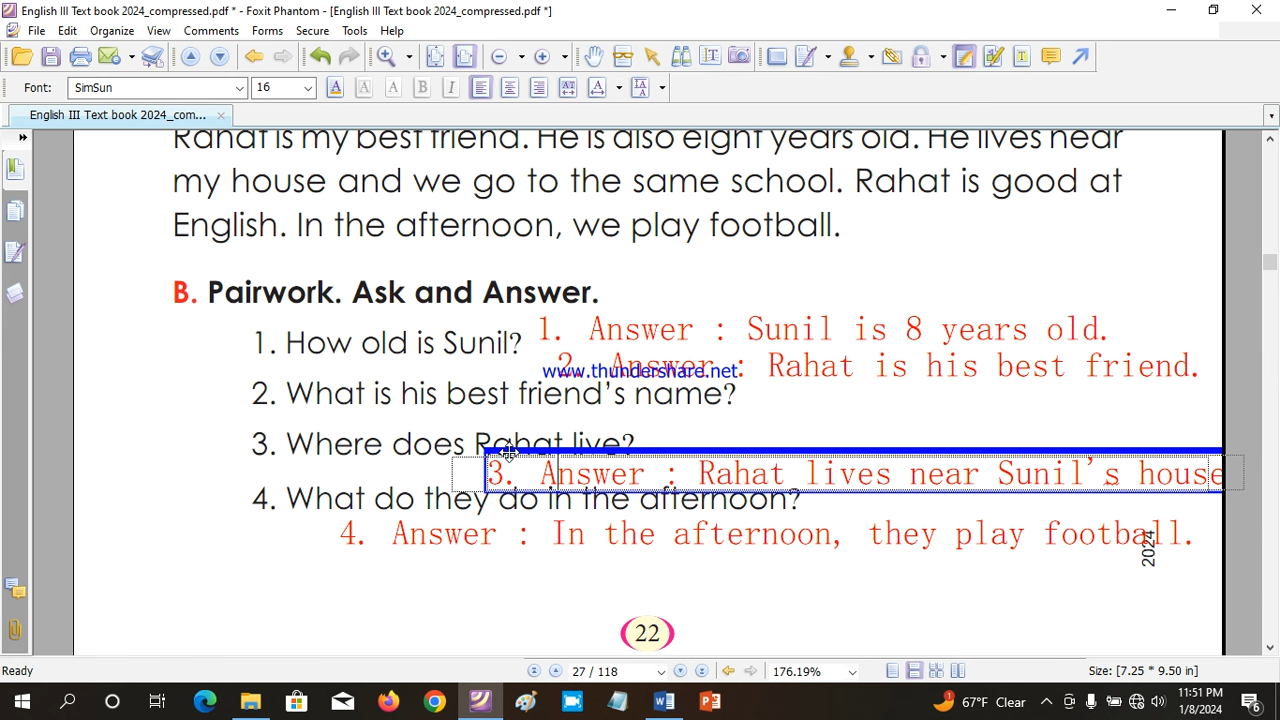 English III Text book 2024_compressed.pdf * - Foxit Phantom - [English III Text book 2024_compressed.pdf *]
File Edit Organize View Comments Forms Secure Tools Help
Font: SimSun 16
English III Text book 2024_com...
Rahat is my best friend. He is also eight years old. He lives near
my house and we go to the same school. Rahat is good at
English. In the afternoon, we play football.
B. Pairwork. Ask and Answer.
1. How old is Sunil?
1. Answer : Sunil is 8 years old.
2. Answer : Rahat is his best friend.
www.thundershare.net
2. What is his best friend's name?
3. Where does Rahat live?
3. Answer : Rahat lives near Sunil's house
4. What do they do in the afternoon?
4. Answer : In the afternoon, they play football.
2024
22
Ready
27 / 118
176.19%
Size: [7.25 * 9.50 in]
67°F Clear
11:51 PM
1/8/2024
6